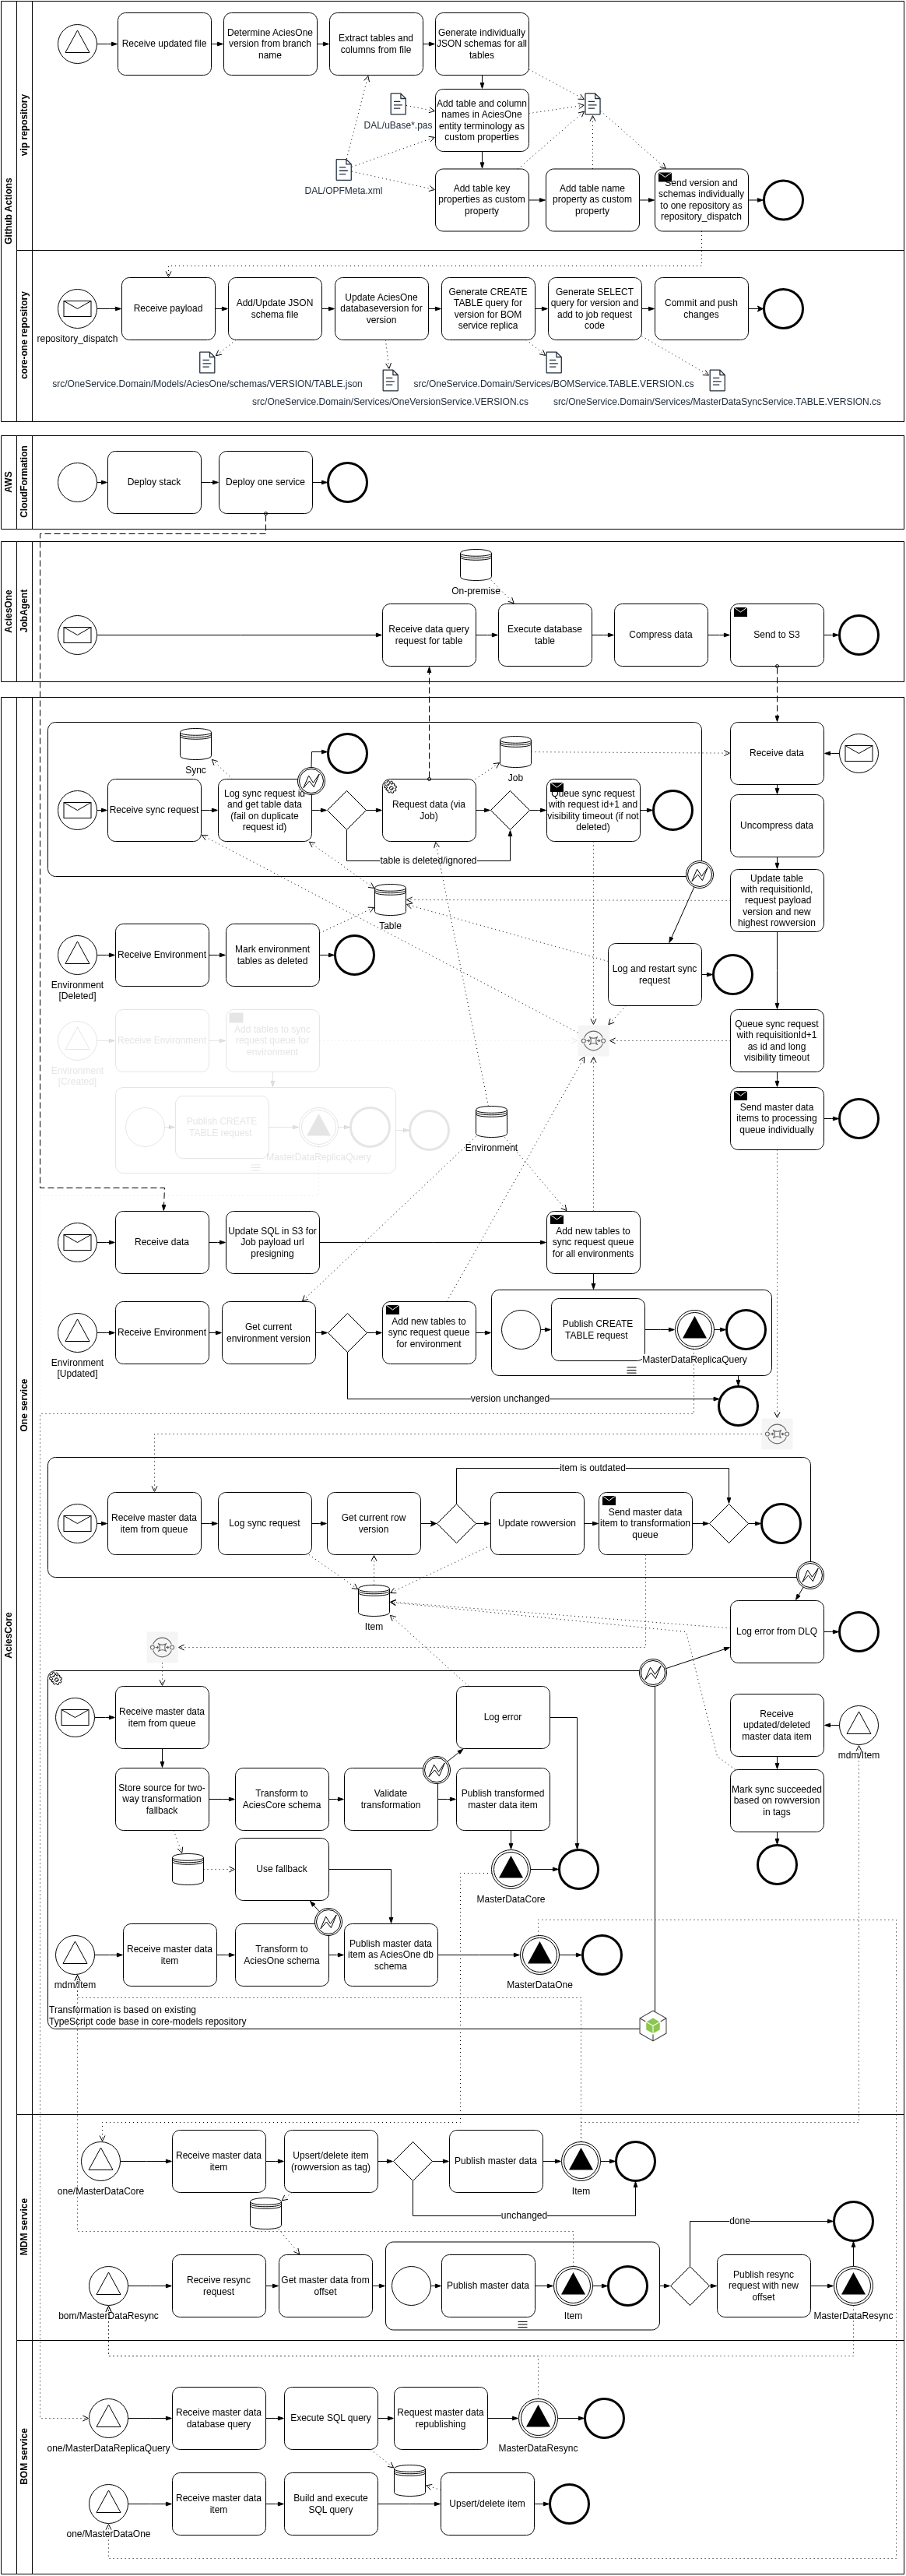 Github Actions
vip repository
Receive updated file
Determine AciesOne
version from branch
name
Extract tables and
columns from file
Generate individually
JSON schemas for all
tables
DAL/uBase*.pas
Add table and column
names in AciesOne
entity terminology as
custom properties
DAL/OPFMeta.xml
Add table key
properties as custom
property
Add table name
property as custom
property
Send version and
schemas individually
to one repository as
repository_dispatch
core-one repository
repository_dispatch
Receive payload
Add/Update JSON
schema file
Update AciesOne
databaseversion for
version
Generate CREATE
TABLE query for
version for BOM
service replica
Generate SELECT
query for version and
add to job request
code
Commit and push
changes
src/OneService.Domain/Models/AciesOne/schemas/VERSION/TABLE.json
src/OneService.Domain/Services/BOMService.TABLE.VERSION.cs
src/OneService.Domain/Services/OneVersionService.VERSION.cs
src/OneService.Domain/Services/MasterDataSyncService.TABLE.VERSION.cs
AWS
CloudFormation
Deploy stack
Deploy one service
AciesOne
JobAgent
On-premise
Receive data query
request for table
Execute database
table
Compress data
Send to S3
AciesCore
One service
Sync
Job
Receive data
Receive sync request
Log sync request id
and get table data
(fail on duplicate
request id)
Request data (via
Job)
Queue sync request
with request id+1 and
visibility timeout (if not
deleted)
Uncompress data
table is deleted/ignored
Update table
with requisitionId,
request payload
version and new
highest rowversion
Table
Environment
[Deleted]
Receive Environment
Mark environment
tables as deleted
Log and restart sync
request
Environment
[Created]
Receive Environment
Add tables to sync
request queue for
environment
Queue sync request
with requisitionId+1
as id and long
visibility timeout
Publish CREATE
TABLE request
MasterDataReplicaQuery
Send master data
items to processing
queue individually
Environment
Receive data
Update SQL in S3 for
Job payload url
presigning
Add new tables to
sync request queue
for all environments
Environment
[Updated]
Receive Environment
Get current
environment version
Add new tables to
sync request queue
for environment
Publish CREATE
TABLE request
MasterDataReplicaQuery
version unchanged
item is outdated
Receive master data
item from queue
Log sync request
Get current row
version
Update rowversion
Send master data
item to transformation
queue
Item
Log error from DLQ
Receive master data
item from queue
Log error
Receive
updated/deleted
master data item
mdm/Item
Store source for two-
way transformation
fallback
Transform to
AciesCore schema
Validate
transformation
Publish transformed
master data item
Mark sync succeeded
based on rowversion
in tags
Use fallback
MasterDataCore
mdm/Item
Receive master data
item
Transform to
AciesOne schema
Publish master data
item as AciesOne db
schema
MasterDataOne
Transformation is based on existing
TypeScript code base in core-models repository
MDM service
one/MasterDataCore
Receive master data
item
Upsert/delete item
(rowversion as tag)
Publish master data
Item
unchanged
done
bom/MasterDataResync
Receive resync
request
Get master data from
offset
Publish master data
Item
Publish resync
request with new
offset
MasterDataResync
BOM service
one/MasterDataReplicaQuery
Receive master data
database query
Execute SQL query
Request master data
republishing
MasterDataResync
one/MasterDataOne
Receive master data
item
Build and execute
SQL query
Upsert/delete item